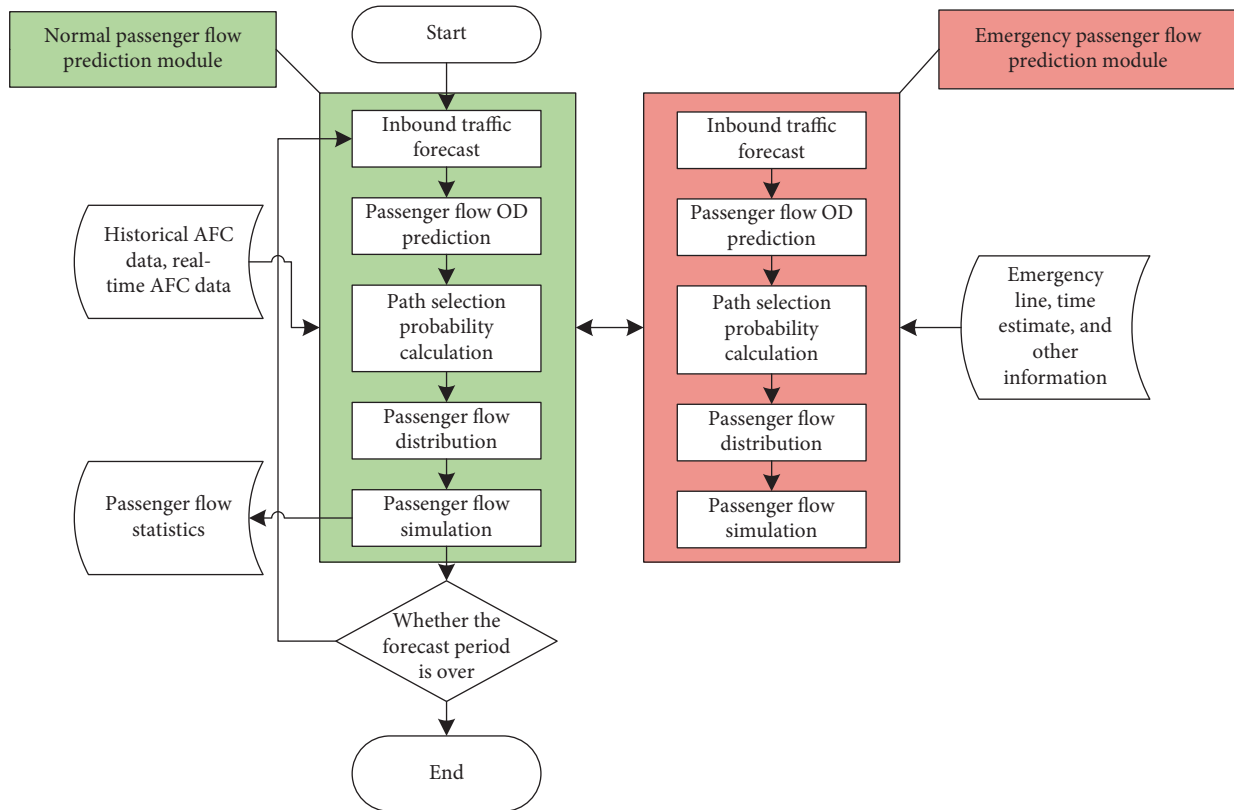 Normal passenger flow
prediction module
Start
Emergency passenger flow
prediction module
Inbound traffic
forecast
Passenger flow OD
prediction
Path selection
probability
calculation
Passenger flow
distribution
Passenger flow
simulation
Inbound traffic
forecast
Passenger flow OD
prediction
Path selection
probability
calculation
Passenger flow
distribution
Passenger flow
simulation
Historical AFC
data, real-
time AFC data
Emergency
line, time
estimate, and
other
information
Passenger flow
statistics
Whether the
forecast period
is over
End